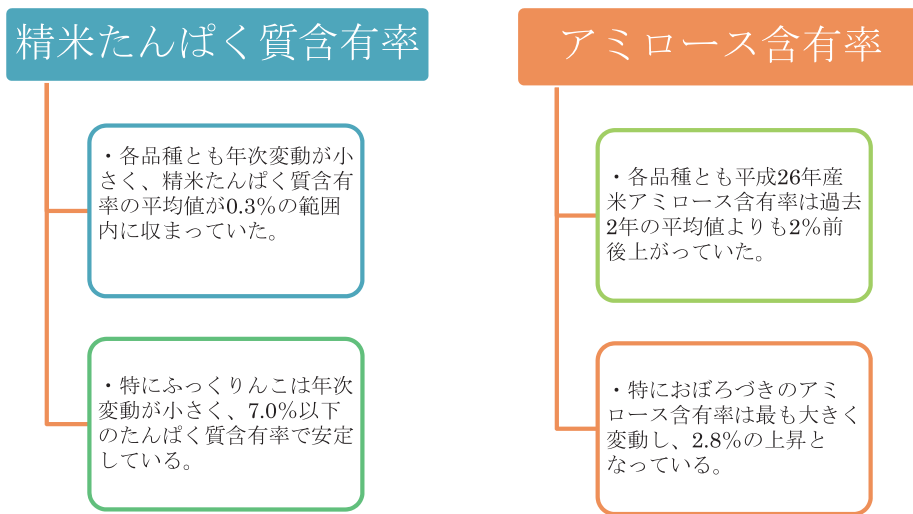 精米たんぱく質含有率
・各品種とも年次変動が小
さく、精米たんぱく質含有
率の平均値が0.3%の範囲
内に収まっていた。
・特にふっくりんこは年次
変動が小さく、7.0%以下
のたんぱく質含有率で安定
している。
アミロース含有率
・各品種とも平成26年産
米アミロース含有率は過去
2年の平均値よりも2%前
後上がっていた。
・特におぼろづきのアミ
ロース含有率は最も大きく
変動し、2.8%の上昇と
なっている。